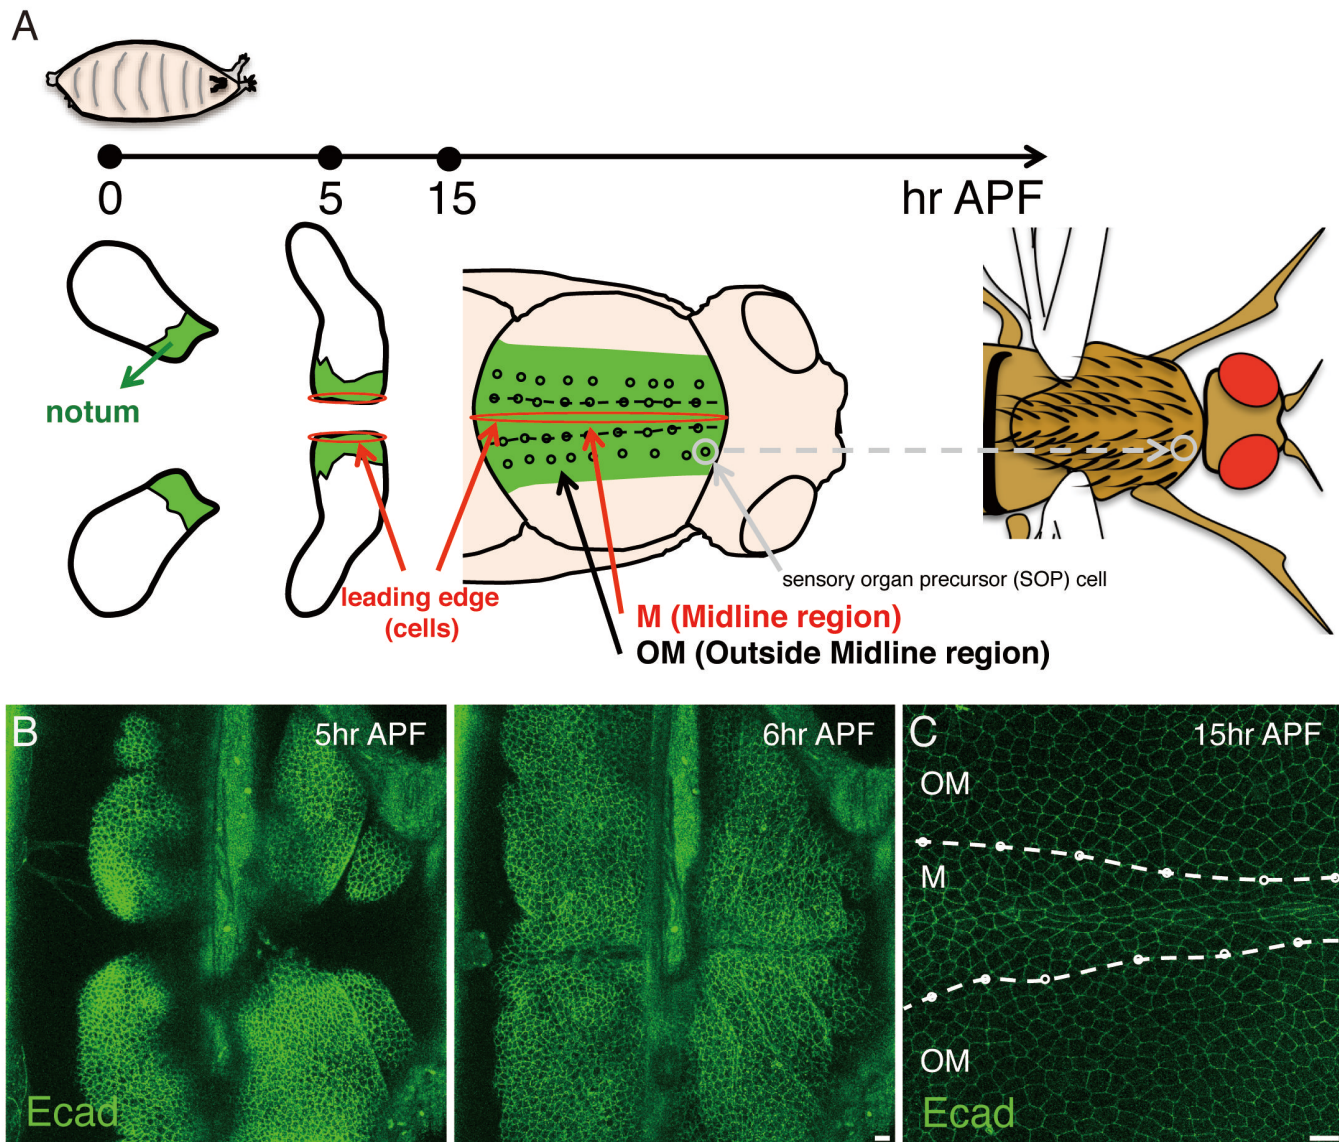 A
0
5
15
hr APF
notum
leading edge
(cells)
sensory organ precursor (SOP) cell
M (Midline region)
OM (Outside Midline region)
B
5hr APF
Ecad
6hr APF
C
15hr APF
OM
M
OM
Ecad